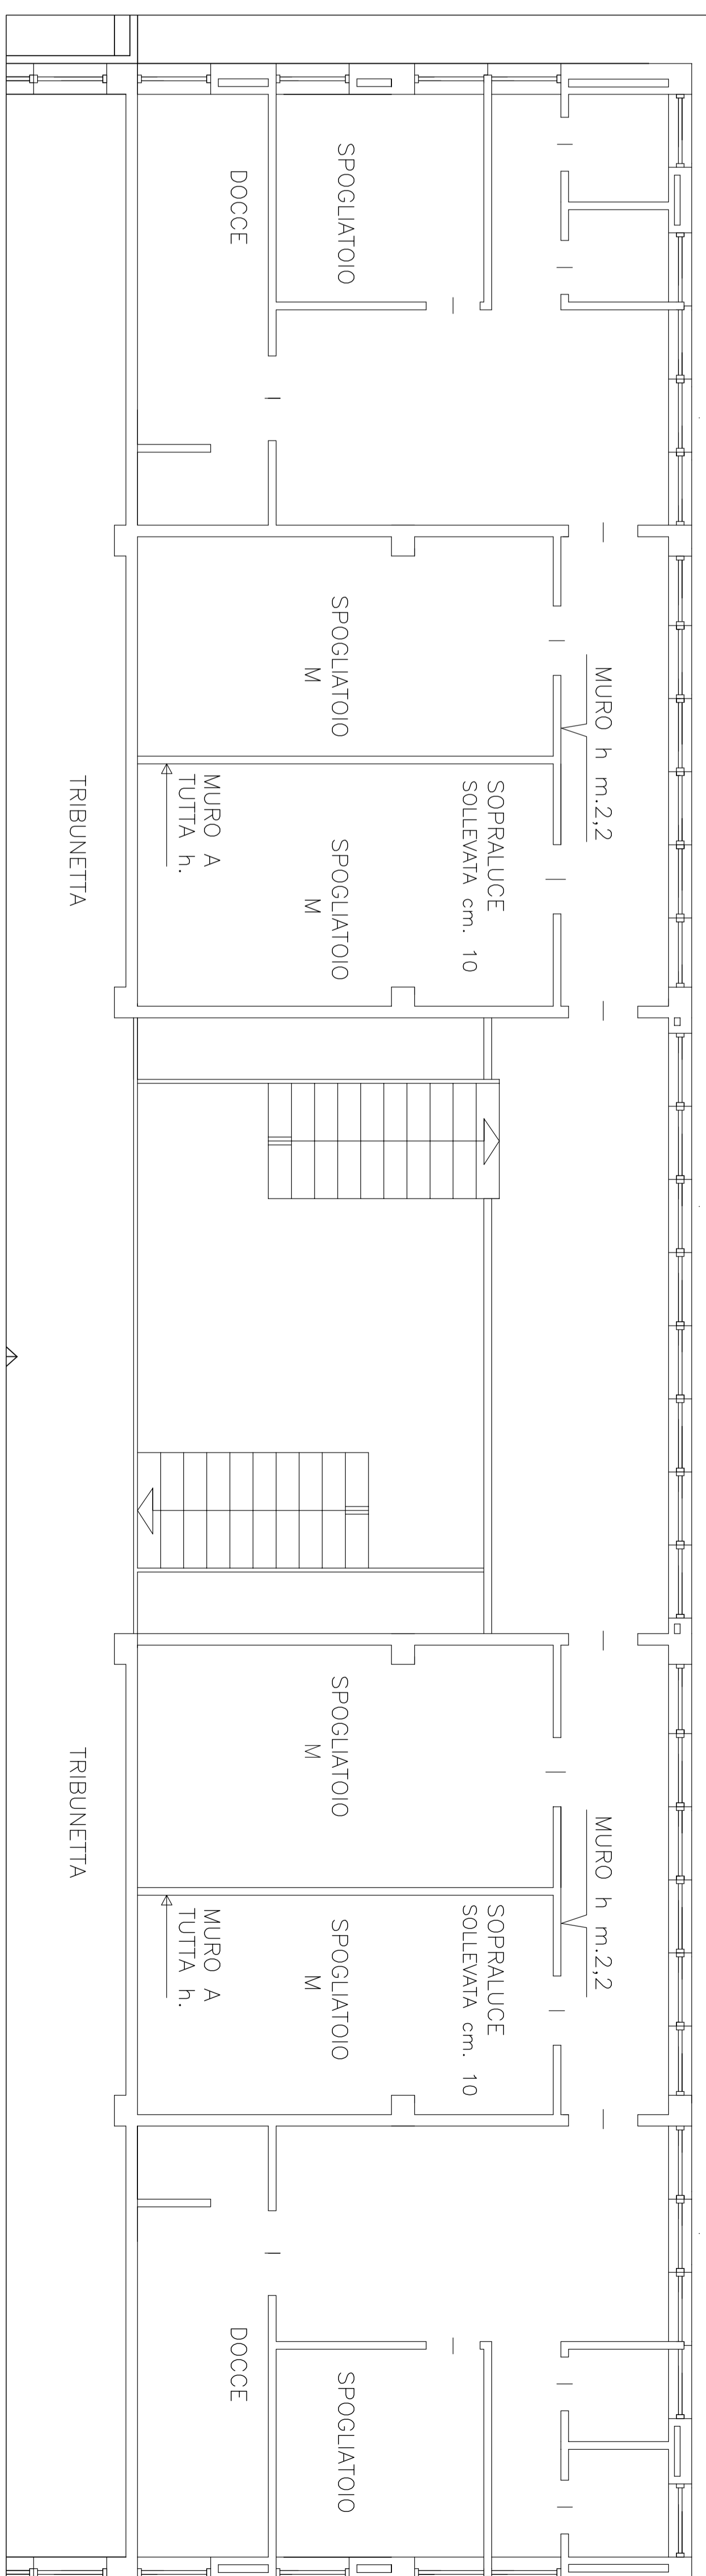 SPOGLIATOIO
DOCCE
SPOGLIATOIO
M
MURO h m.2,2
SOPRALUCE
SOLLEVATA cm. 10
SPOGLIATOIO
M
MURO A
TUTTA h.
TRIBUNETTA
SPOGLIATOIO
M
MURO h m.2,2
SOPRALUCE
SOLLEVATA cm. 10
SPOGLIATOIO
M
MURO A
TUTTA h.
TRIBUNETTA
DOCCE
SPOGLIATOIO